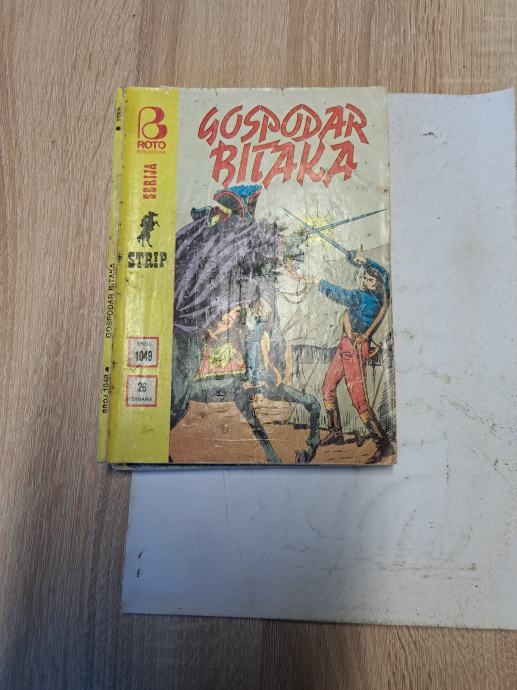 GOSPODAR
BITAKA
ROTO
BIBLIOTEKA
SERIJA
STRIP
BROJ
1049
26
DINARA
BROJ 1049 • GOSPODAR BITAKA